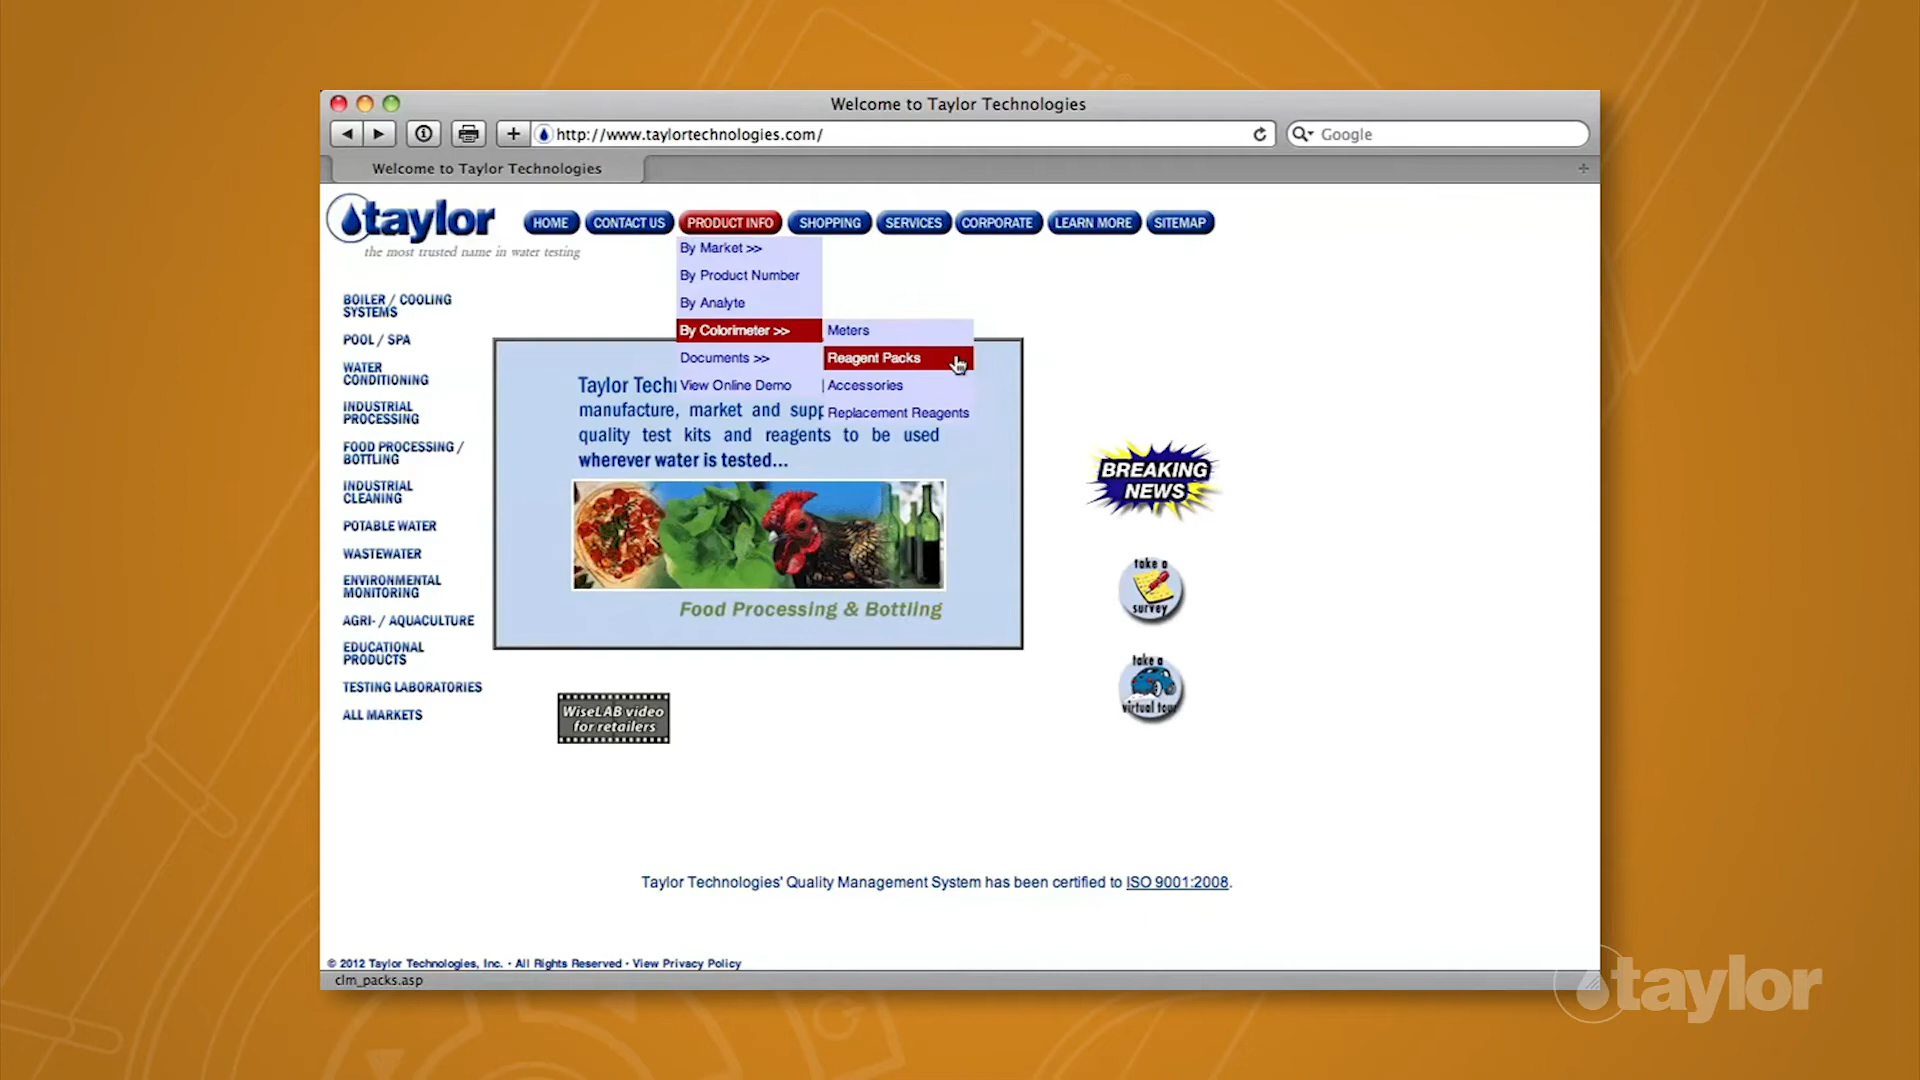 TTi
Welcome to Taylor Technologies
http://www.taylortechnologies.com/
Google
Welcome to Taylor Technologies
taylor
the most trusted name in water testing
HOME
CONTACT US
PRODUCT INFO
SHOPPING
SERVICES
CORPORATE
LEARN MORE
SITEMAP
By Market >>
By Product Number
By Analyte
By Colorimeter >>
Documents >>
View Online Demo
Meters
Reagent Packs
Accessories
Replacement Reagents
BOILER / COOLING
SYSTEMS
POOL / SPA
WATER
CONDITIONING
INDUSTRIAL
PROCESSING
FOOD PROCESSING /
BOTTLING
INDUSTRIAL
CLEANING
POTABLE WATER
WASTEWATER
ENVIRONMENTAL
MONITORING
AGRI- / AQUACULTURE
EDUCATIONAL
PRODUCTS
TESTING LABORATORIES
ALL MARKETS
Taylor Tech
manufacture, market and supp
quality test kits and reagents to be used
wherever water is tested...
Food Processing & Bottling
BREAKING
NEWS
take a
survey
take a
virtual tour
WiseLAB video
for retailers
Taylor Technologies' Quality Management System has been certified to ISO 9001:2008.
© 2012 Taylor Technologies, Inc. • All Rights Reserved • View Privacy Policy
clm_packs.asp
taylor
G